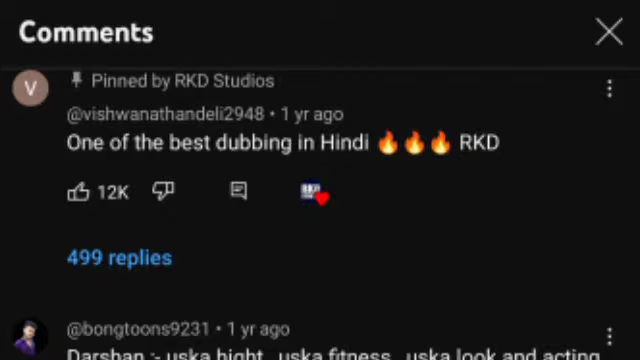 Comments
Pinned by RKD Studios
V
@vishwanathandeli2948 • 1 yr ago
One of the best dubbing in Hindi 🔥🔥🔥 RKD
12K
499 replies
@bongtoons9231 • 1 yr ago
Darshan :- uska hight , uska fitness , uska look and acting